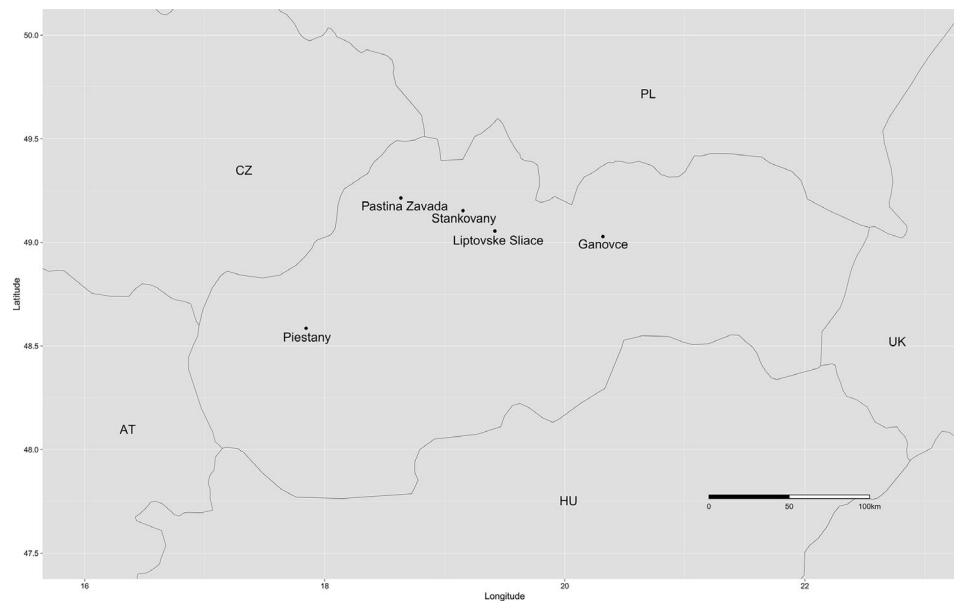 50.0
PL
49.5
CZ
Pastina Zavada
Stankovany
49.0
Liptovske Sliace
Ganovce
Latitude
48.5
Piestany
UK
AT
48.0
HU
0
50
100km
47.5
16
18
20
22
Longitude